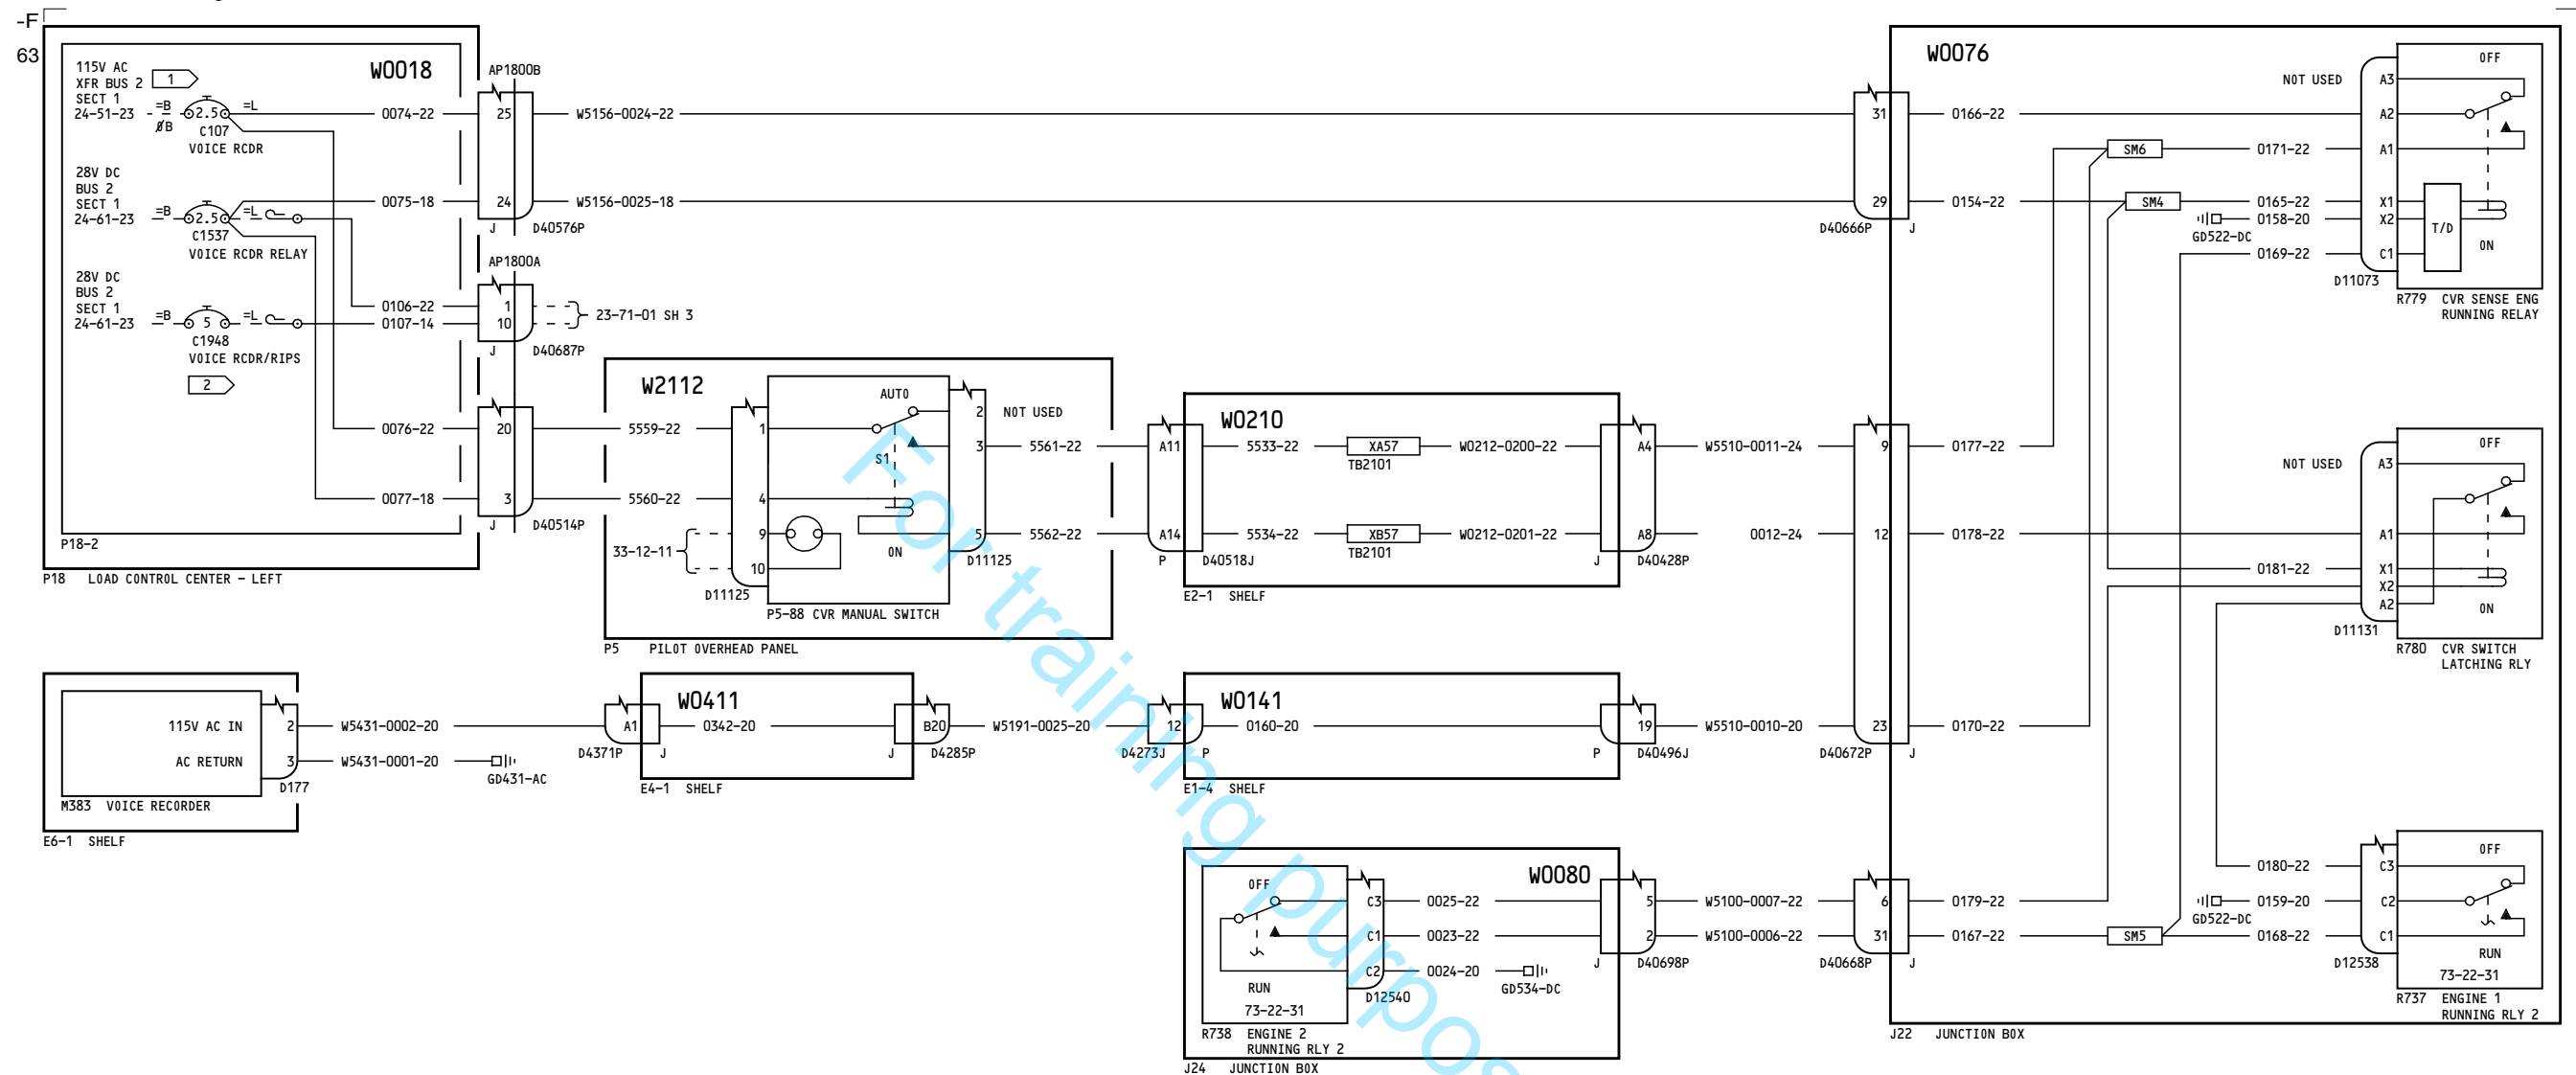 -F
63
115V AC
XFR BUS 2
SECT 1
24-51-23
1
=B
ØB
2.5
=L
C107
VOICE RCDR
W0018
0074-22
28V DC
BUS 2
SECT 1
24-61-23
=B
2.5
=L
C1537
VOICE RCDR RELAY
0075-18
28V DC
BUS 2
SECT 1
24-61-23
=B
5
=L
C1948
VOICE RCDR/RIPS
2
0106-22
0107-14
0076-22
0077-18
P18-2
P18 LOAD CONTROL CENTER - LEFT
AP1800B
25
24
J D40576P
W5156-0024-22
W5156-0025-18
AP1800A
1
10
J D40687P
23-71-01 SH 3
20
3
J D40514P
W2112
5559-22
5560-22
33-12-11
1
4
9
10
D11125
AUTO
S1
ON
2 NOT USED
3
5
D11125
5561-22
5562-22
P5-88 CVR MANUAL SWITCH
P5 PILOT OVERHEAD PANEL
A11
A14
P D40518J
W0210
5533-22
XA57
TB2101
W0212-0200-22
5534-22
XB57
TB2101
W0212-0201-22
A4
A8
J D40428P
E2-1 SHELF
W5510-0011-24
0012-24
M383 VOICE RECORDER
115V AC IN
AC RETURN
2
3
D177
E6-1 SHELF
W5431-0002-20
W5431-0001-20
GD431-AC
A1
D4371P J
W0411
0342-20
B20
J D4285P
E4-1 SHELF
W5191-0025-20
12
D4273J P
W0141
0160-20
19
P D40496J
E1-4 SHELF
W5510-0010-20
W0080
OFF
RUN
73-22-31
R738 ENGINE 2
RUNNING RLY 2
C3
C1
C2
D12540
0025-22
0023-22
0024-20
GD534-DC
5
2
J D40698P
J24 JUNCTION BOX
W5100-0007-22
W5100-0006-22
W0076
31
29
D40666P J
0166-22
0154-22
9
12
23
D40672P J
0177-22
0178-22
0170-22
6
31
D40668P J
0179-22
0167-22
SM6
SM4
SM5
NOT USED
0171-22
0165-22
0158-20
GD522-DC
0169-22
A3
A2
A1
X1
X2
C1
D11073
OFF
T/D
ON
R779 CVR SENSE ENG
RUNNING RELAY
NOT USED
0181-22
A3
A1
X1
X2
A2
D11131
OFF
ON
R780 CVR SWITCH
LATCHING RLY
0180-22
0159-20
GD522-DC
0168-22
C3
C2
C1
D12538
OFF
RUN
73-22-31
R737 ENGINE 1
RUNNING RLY 2
J22 JUNCTION BOX
For training purpos